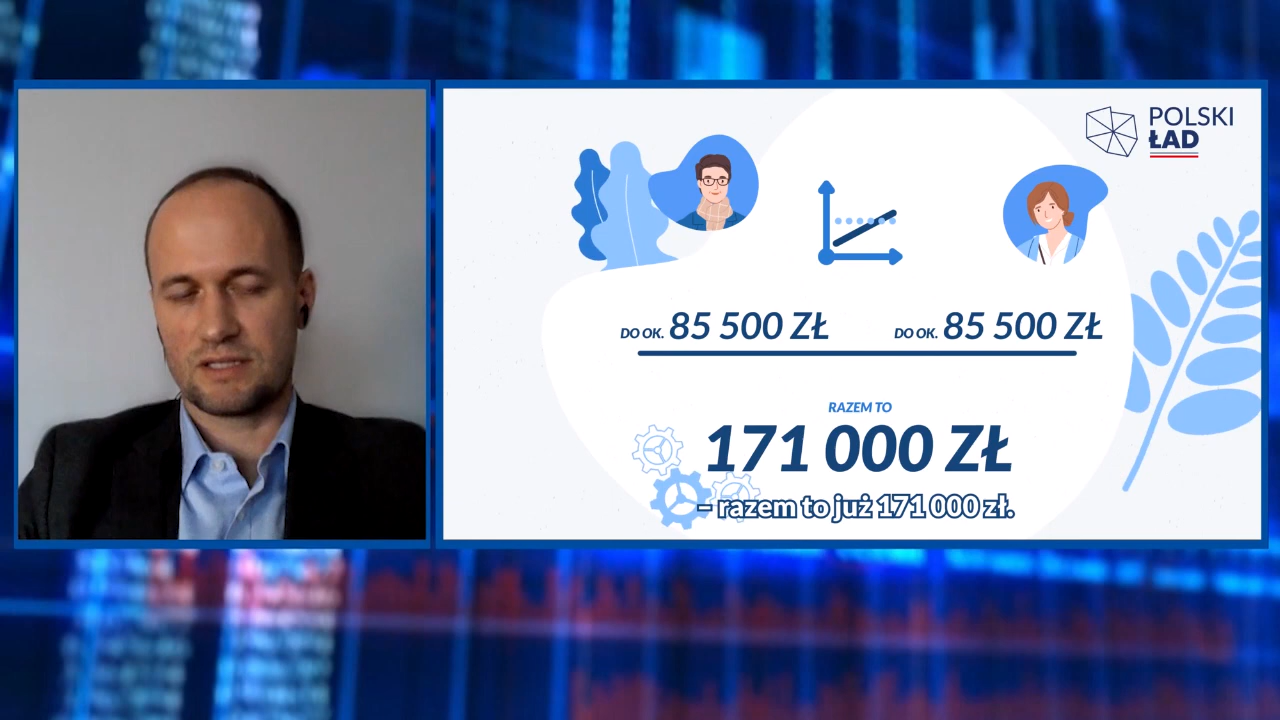 POLSKI
ŁAD
DO OK. 85 500 ZŁ
DO OK. 85 500 ZŁ
RAZEM TO
171 000 ZŁ
– razem to już 171 000 zł.